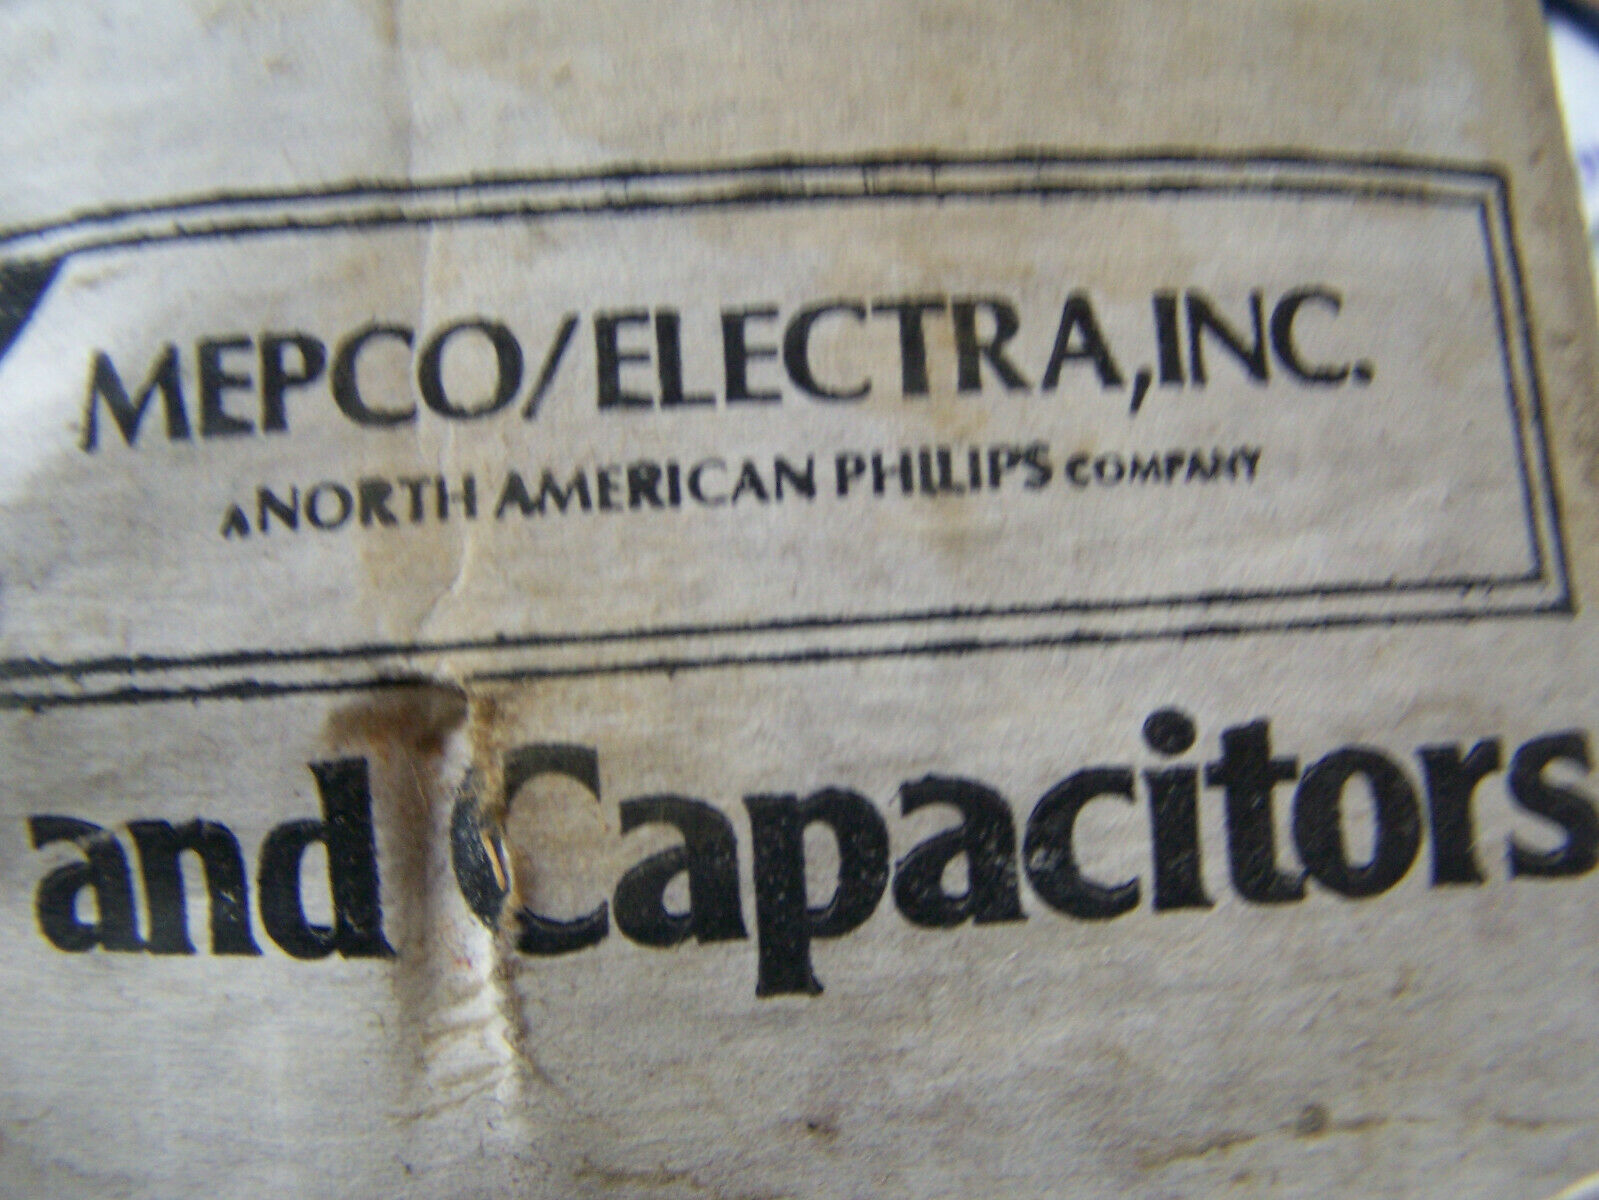 MEPCO/ELECTRA, INC.
A NORTH AMERICAN PHILIPS COMPANY
and Capacitors